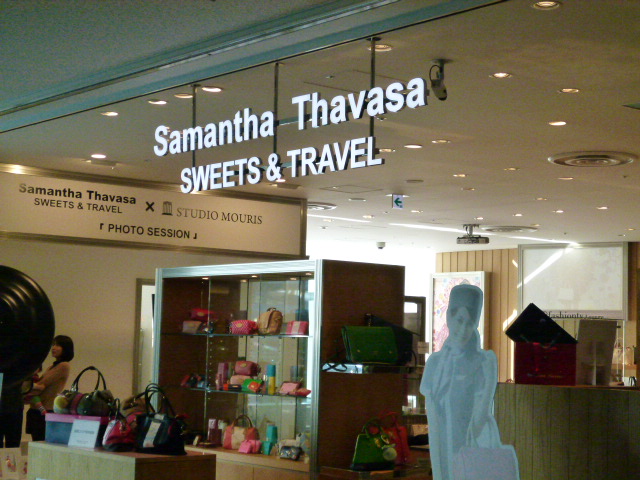 Samantha Thavasa
SWEETS & TRAVEL
Samantha Thavasa
SWEETS & TRAVEL
X
STUDIO MOURIS
「 PHOTO SESSION 」